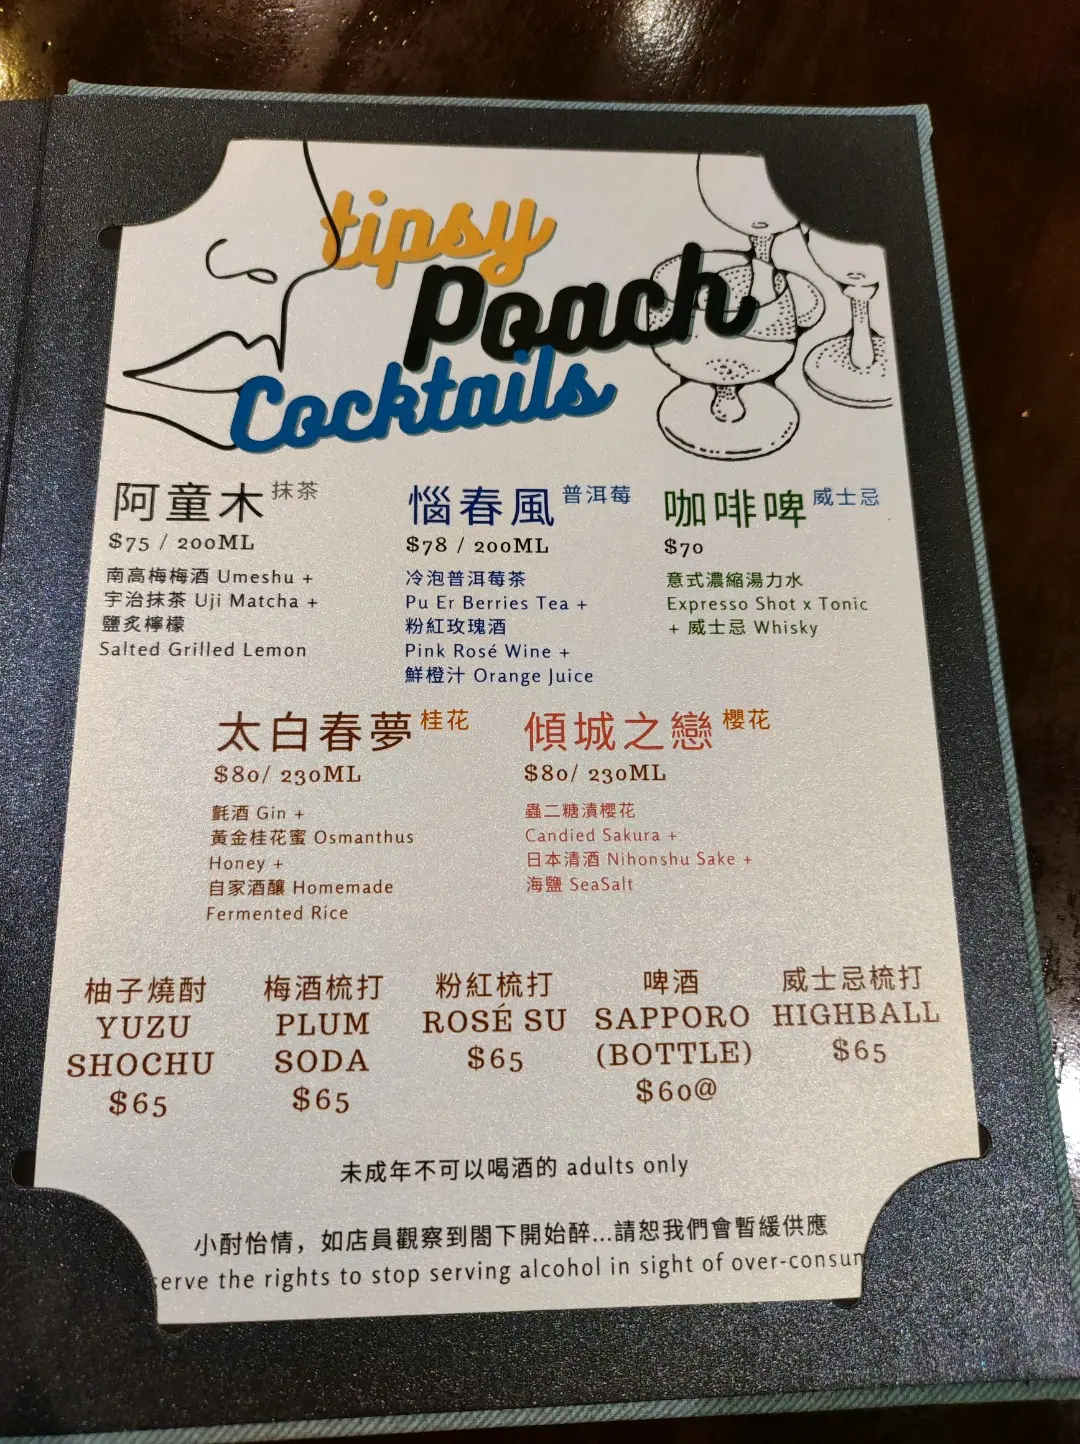 tipsy
Poach
Cocktails
阿童木 抹茶
$75 / 200ML
南高梅梅酒 Umeshu +
宇治抹茶 Uji Matcha +
鹽炙檸檬
Salted Grilled Lemon
惱春風 普洱莓
$78 / 200ML
冷泡普洱莓茶
Pu Er Berries Tea +
粉紅玫瑰酒
Pink Rosé Wine +
鮮橙汁 Orange Juice
咖啡啤 威士忌
$70
意式濃縮湯力水
Expresso Shot x Tonic
+ 威士忌 Whisky
太白春夢 桂花
$80/ 230ML
氈酒 Gin +
黃金桂花蜜 Osmanthus
Honey +
自家酒釀 Homemade
Fermented Rice
傾城之戀 櫻花
$80/ 230ML
蟲二糖漬櫻花
Candied Sakura +
日本清酒 Nihonshu Sake +
海鹽 SeaSalt
柚子燒酎
YUZU
SHOCHU
$65
梅酒梳打
PLUM
SODA
$65
粉紅梳打
ROSÉ SU
$65
啤酒
SAPPORO
(BOTTLE)
$60@
威士忌梳打
HIGHBALL
$65
未成年不可以喝酒的 adults only
小酎怡情，如店員觀察到閣下開始醉...請恕我們會暫緩供應
serve the rights to stop serving alcohol in sight of over-consum